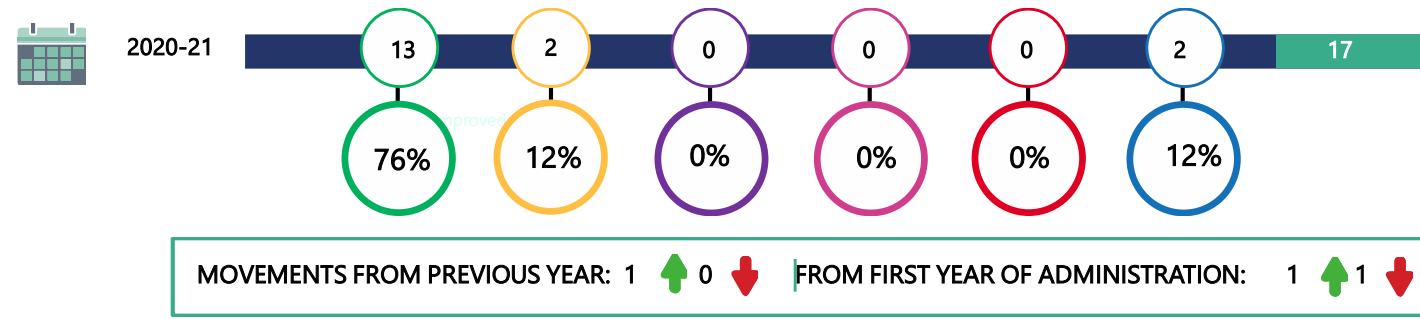 2020-21 13 2 0 0 0 2 17
mproved
76% 12% 0% 0% 0% 12%
MOVEMENTS FROM PREVIOUS YEAR: 1 0 FROM FIRST YEAR OF ADMINISTRATION: 1 1